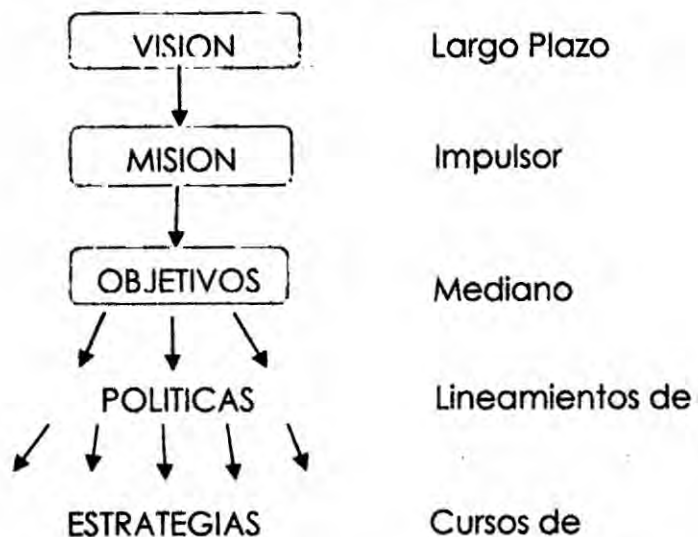 VISION Largo Plazo
MISION Impulsor
OBJETIVOS Mediano
POLITICAS Lineamientos de
ESTRATEGIAS Cursos de